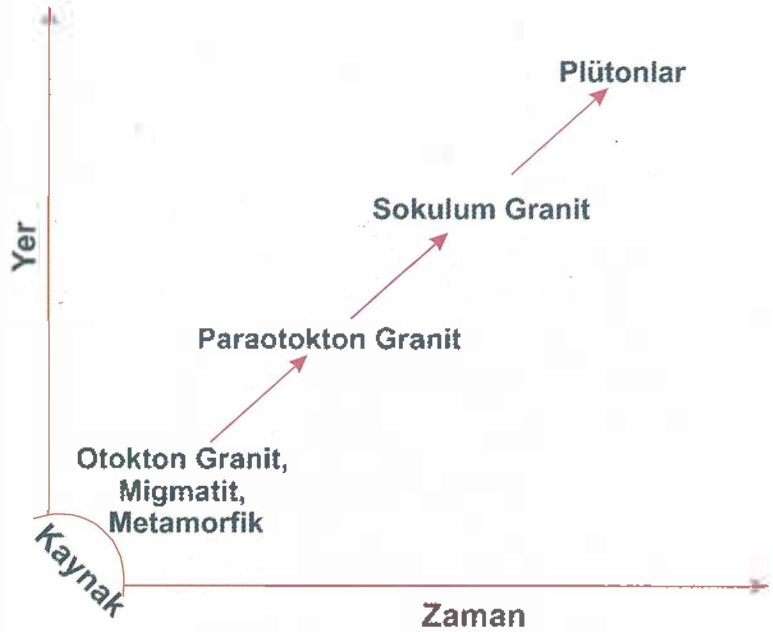 Plütonlar
Sokulum Granit
Yer
Paraotokton Granit
Otokton Granit,
Migmatit,
Metamorfik
Kaynak
Zaman